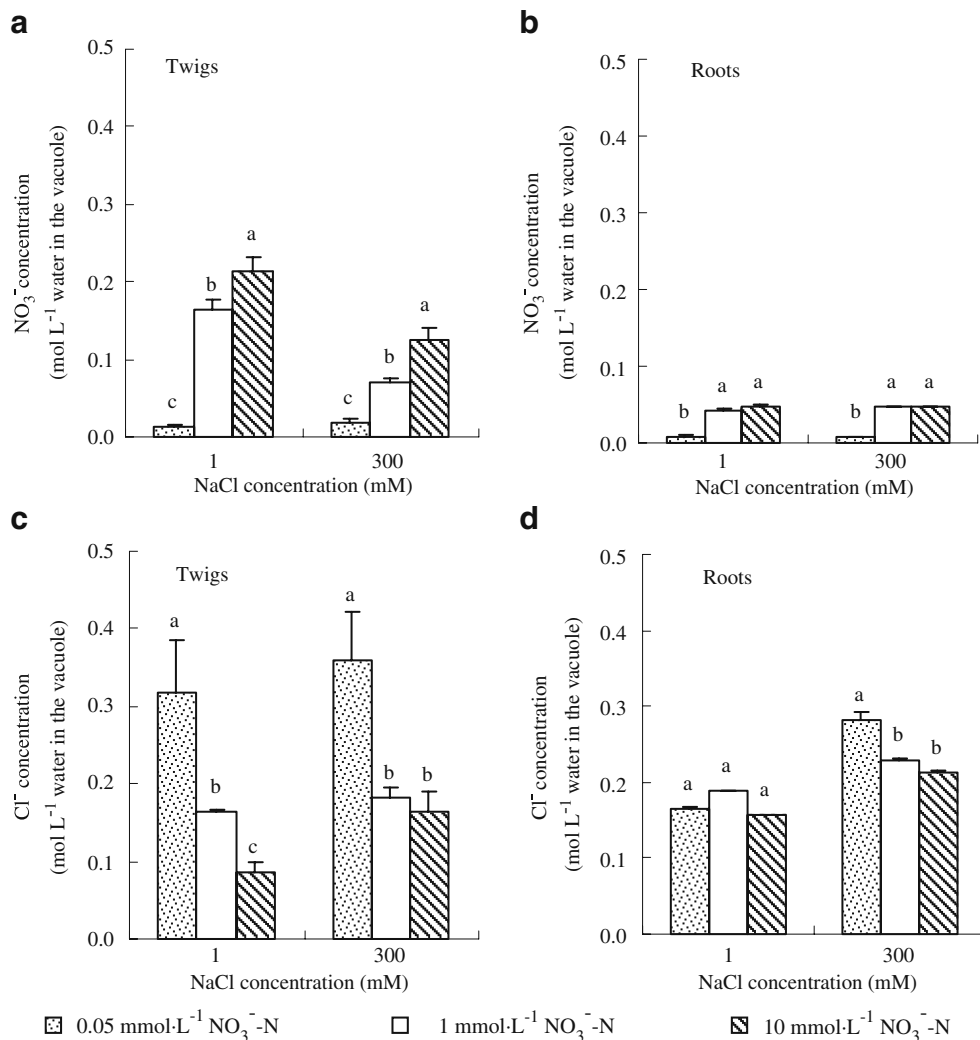 a
Twigs
0.5
0.4
0.3
0.2
0.1
0.0
NO₃⁻ concentration
(mol L⁻¹ water in the vacuole)
a
b
c
a
b
c
1 300
NaCl concentration (mM)
b
Roots
0.5
0.4
0.3
0.2
0.1
0.0
NO₃⁻ concentration
(mol L⁻¹ water in the vacuole)
b a a b a a
1 300
NaCl concentration (mM)
c
Twigs
0.5
0.4
0.3
0.2
0.1
0.0
Cl⁻ concentration
(mol L⁻¹ water in the vacuole)
a
b
c
a
b b
1 300
NaCl concentration (mM)
d
Roots
0.5
0.4
0.3
0.2
0.1
0.0
Cl⁻ concentration
(mol L⁻¹ water in the vacuole)
a a a
a
b b
1 300
NaCl concentration (mM)
0.05 mmol·L⁻¹ NO₃⁻-N 1 mmol·L⁻¹ NO₃⁻-N 10 mmol·L⁻¹ NO₃⁻-N